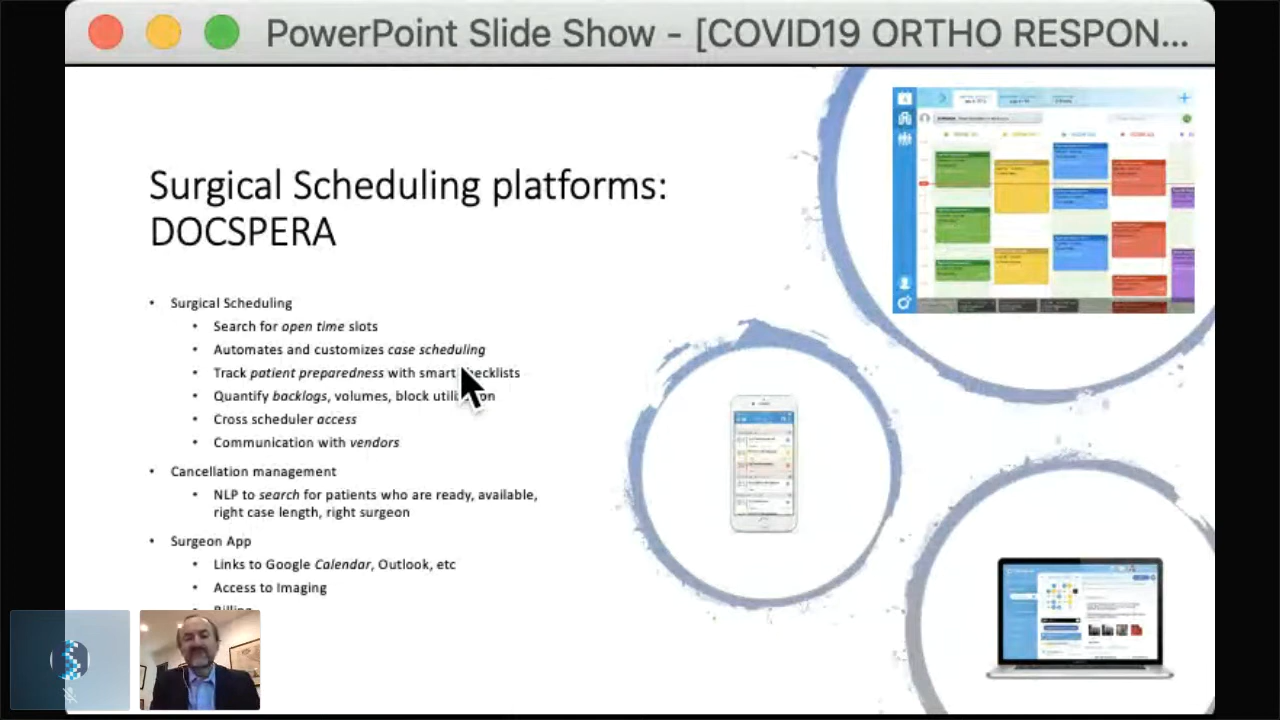 PowerPoint Slide Show - [COVID19 ORTHO RESPON...
Surgical Scheduling platforms:
DOCSPERA
• Surgical Scheduling
• Search for open time slots
• Automates and customizes case scheduling
• Track patient preparedness with smart checklists
• Quantify backlogs, volumes, block utilization
• Cross scheduler access
• Communication with vendors
• Cancellation management
• NLP to search for patients who are ready, available,
right case length, right surgeon
• Surgeon App
• Links to Google Calendar, Outlook, etc
• Access to Imaging
• Billing